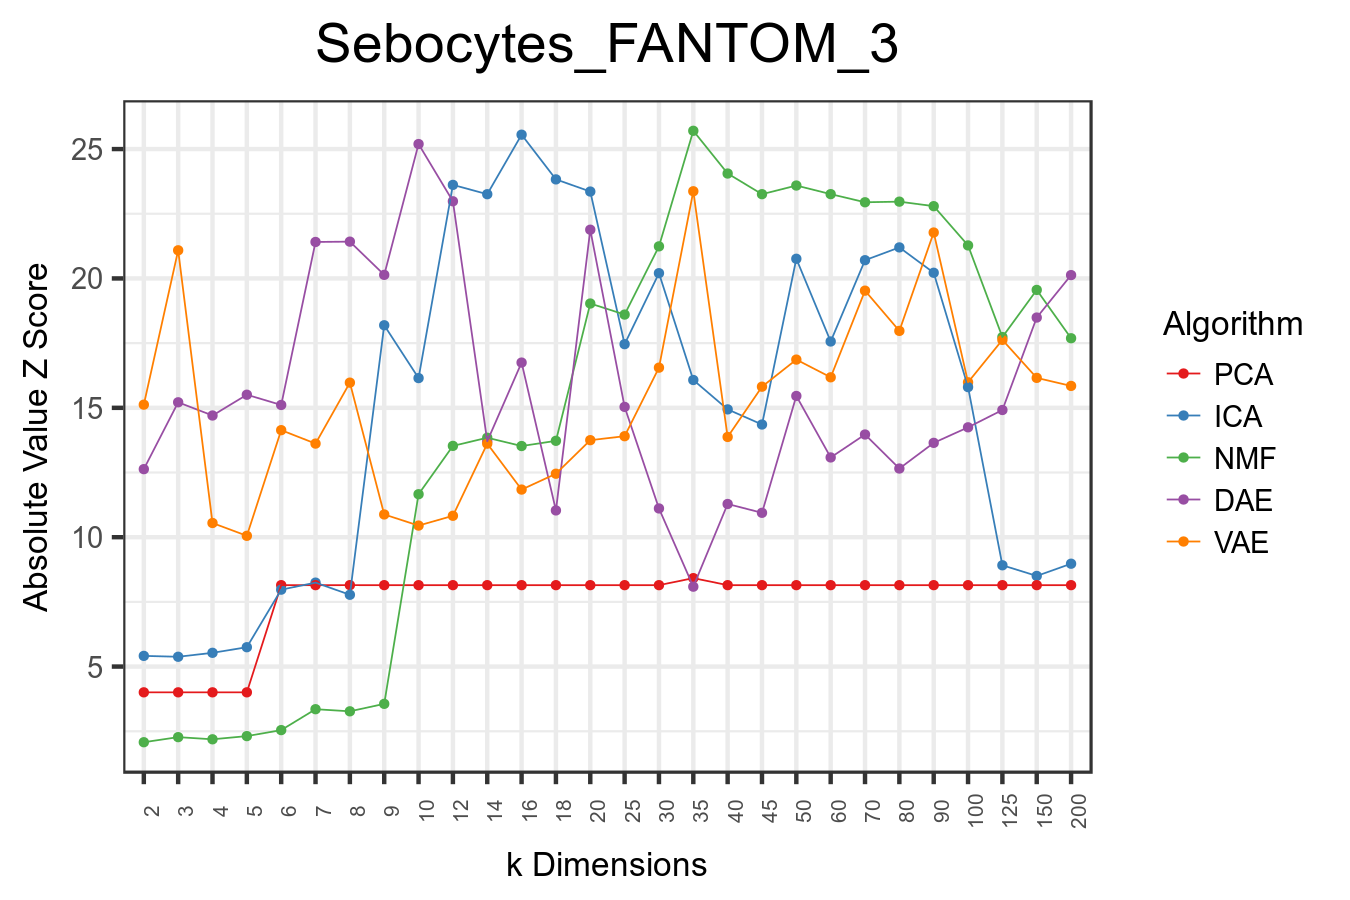 Sebocytes_FANTOM_3
Absolute Value Z Score
25
20
15
10
5
2 3 4 5 6 7 8 9 10 12 14 16 18 20 25 30 35 40 45 50 60 70 80 90 100 125 150 200
k Dimensions
Algorithm
PCA
ICA
NMF
DAE
VAE